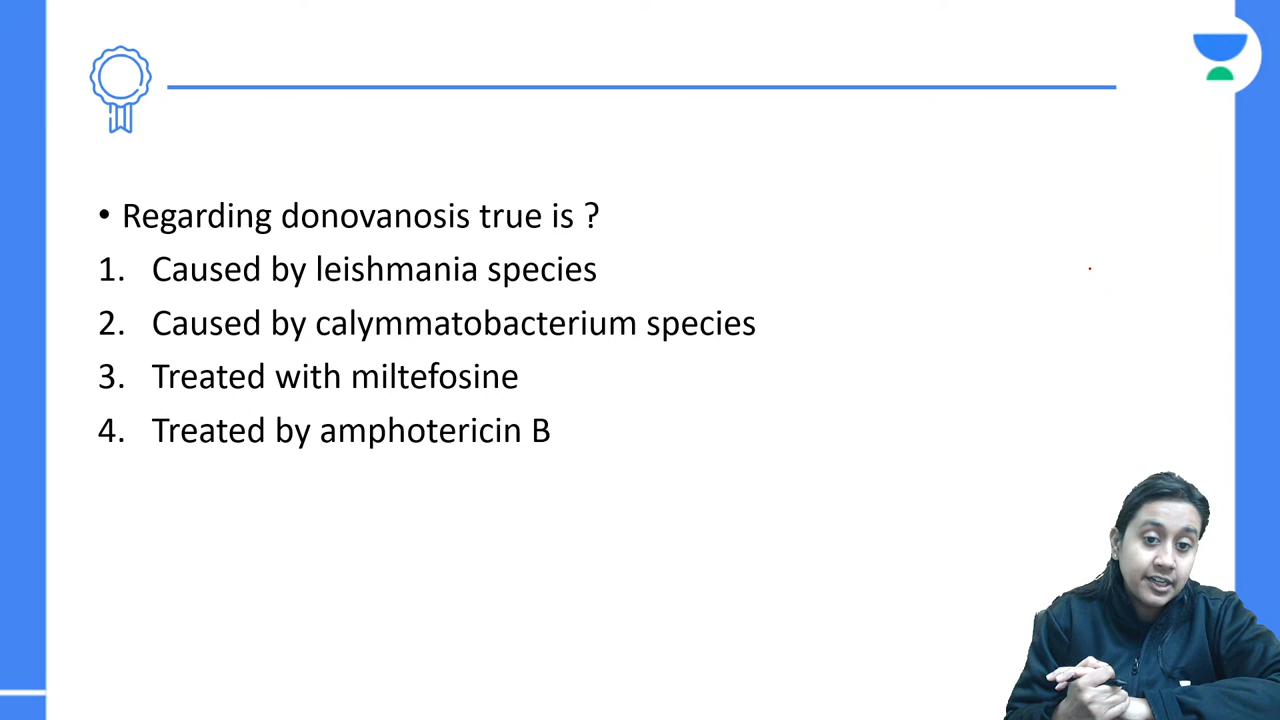 • Regarding donovanosis true is ?
1. Caused by leishmania species
2. Caused by calymmatobacterium species
3. Treated with miltefosine
4. Treated by amphotericin B